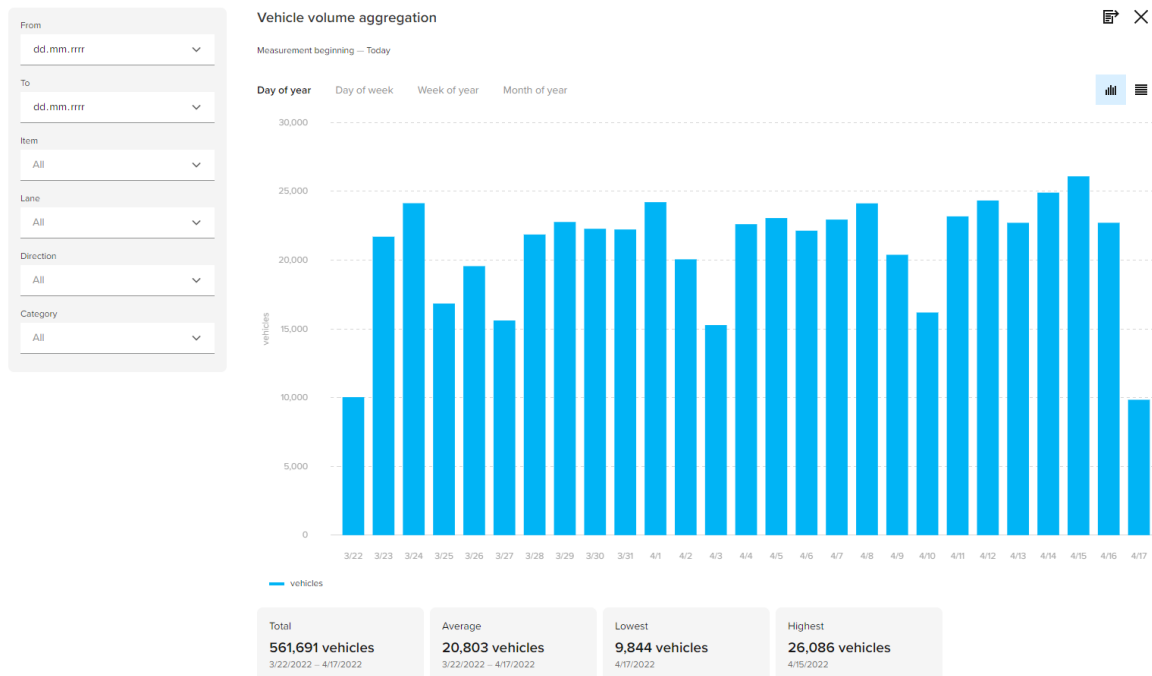 From
dd.mm.rrrr
To
dd.mm.rrrr
Item
All
Lane
All
Direction
All
Category
All
Vehicle volume aggregation
Measurement beginning — Today
Day of year Day of week Week of year Month of year
30,000
25,000
20,000
15,000
10,000
5,000
0
vehicles
3/22 3/23 3/24 3/25 3/26 3/27 3/28 3/29 3/30 3/31 4/1 4/2 4/3 4/4 4/5 4/6 4/7 4/8 4/9 4/10 4/11 4/12 4/13 4/14 4/15 4/16 4/17
vehicles
Total
561,691 vehicles
3/22/2022 – 4/17/2022
Average
20,803 vehicles
3/22/2022 – 4/17/2022
Lowest
9,844 vehicles
4/17/2022
Highest
26,086 vehicles
4/15/2022